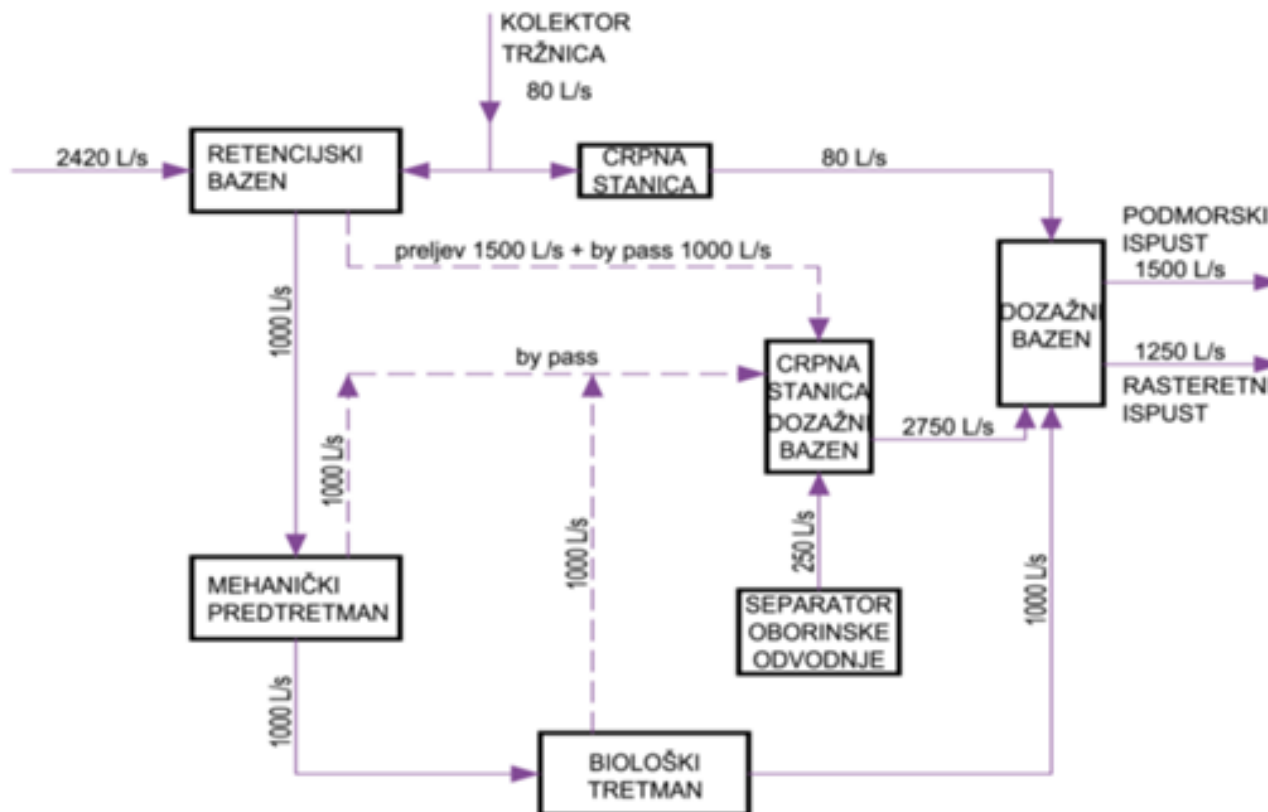 KOLEKTOR
TRŽNICA
80 L/s
2420 L/s
RETENCIJSKI
BAZEN
CRPNA
STANICA
80 L/s
PODMORSKI
ISPUST
1500 L/s
preljev 1500 L/s + by pass 1000 L/s
DOZAŽNI
BAZEN
1000 L/s
by pass
CRPNA
STANICA
DOZAŽNI
BAZEN
1250 L/s
RASTERETNI
ISPUST
2750 L/s
1000 L/s
1000 L/s
250 L/s
1000 L/s
MEHANIČKI
PREDTRETMAN
SEPARATOR
OBORINSKE
ODVODNJE
1000 L/s
BIOLOŠKI
TRETMAN